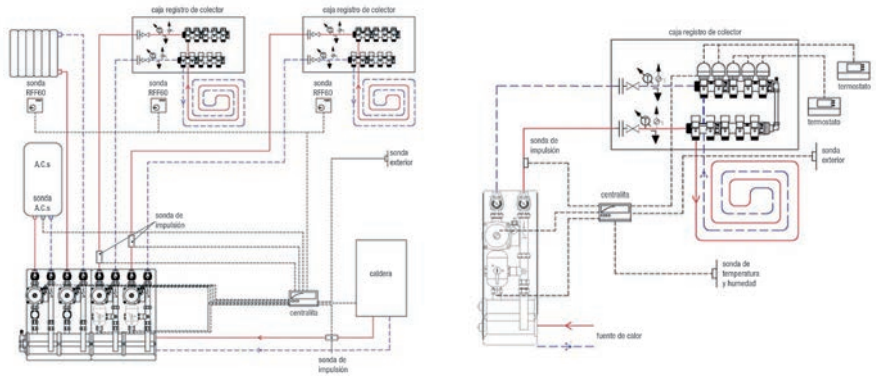 caja registro de colector
caja registro de colector
sonda
RFF60
sonda
RFF60
sonda
RFF60
A.C.s
sonda
A.C.s
sonda de
impulsión
sonda
exterior
caldera
centralita
sonda de
impulsión
caja registro de colector
termostato
termostato
sonda de
impulsión
sonda
exterior
centralita
sonda de
temperatura
y humedad
fuente de calor